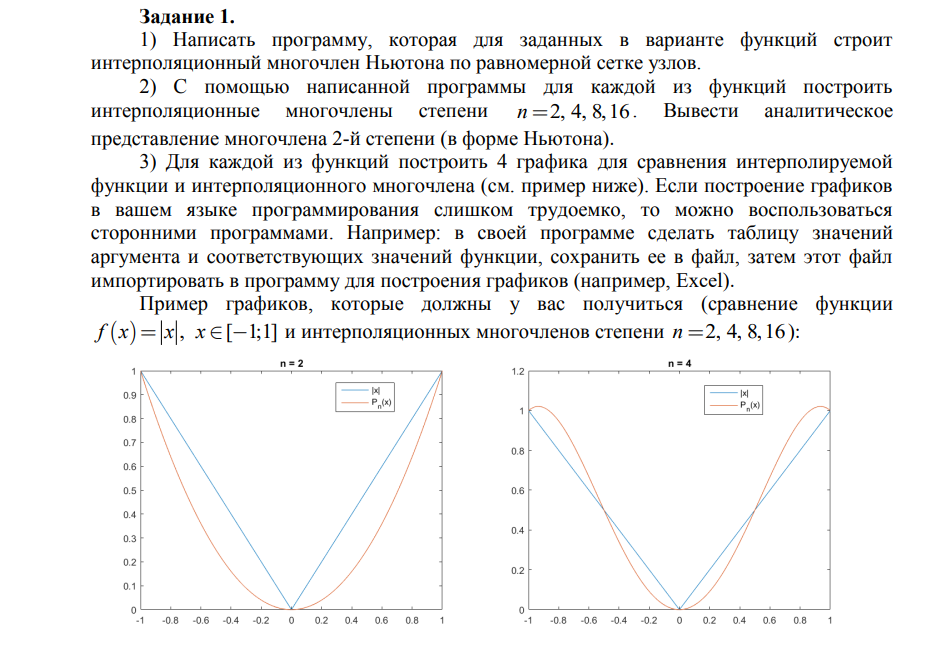 Задание 1.
1) Написать программу, которая для заданных в варианте функций строит
интерполяционный многочлен Ньютона по равномерной сетке узлов.
2) С помощью написанной программы для каждой из функций построить
интерполяционные многочлены степени n=2, 4, 8,16. Вывести аналитическое
представление многочлена 2-й степени (в форме Ньютона).
3) Для каждой из функций построить 4 графика для сравнения интерполируемой
функции и интерполяционного многочлена (см. пример ниже). Если построение графиков
в вашем языке программирования слишком трудоемко, то можно воспользоваться
сторонними программами. Например: в своей программе сделать таблицу значений
аргумента и соответствующих значений функции, сохранить ее в файл, затем этот файл
импортировать в программу для построения графиков (например, Excel).
Пример графиков, которые должны у вас получиться (сравнение функции
f(x)=|x|, x∈[−1;1] и интерполяционных многочленов степени n=2, 4, 8,16):
n = 2
|x|
Pn(x)
1
0.9
0.8
0.7
0.6
0.5
0.4
0.3
0.2
0.1
0
-1 -0.8 -0.6 -0.4 -0.2 0 0.2 0.4 0.6 0.8 1
n = 4
|x|
Pn(x)
1.2
1
0.8
0.6
0.4
0.2
0
-1 -0.8 -0.6 -0.4 -0.2 0 0.2 0.4 0.6 0.8 1